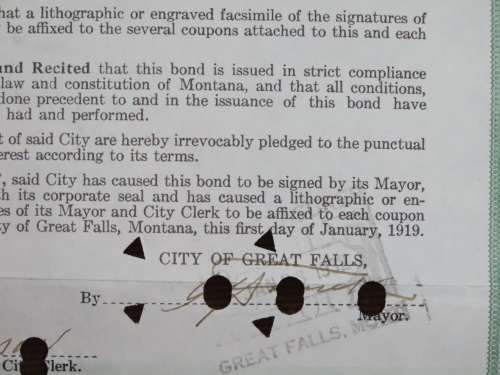 hat a lithographic or engraved facsimile of the signatures of
be affixed to the several coupons attached to this and each
and Recited that this bond is issued in strict compliance
law and constitution of Montana, and that all conditions,
done precedent to and in the issuance of this bond have
had and performed.
t of said City are hereby irrevocably pledged to the punctual
erest according to its terms.
, said City has caused this bond to be signed by its Mayor,
th its corporate seal and has caused a lithographic or en-
es of its Mayor and City Clerk to be affixed to each coupon
ty of Great Falls, Montana, this first day of January, 1919.
CITY OF GREAT FALLS,
By
Mayor.
GREAT FALLS, MONT
City Clerk.